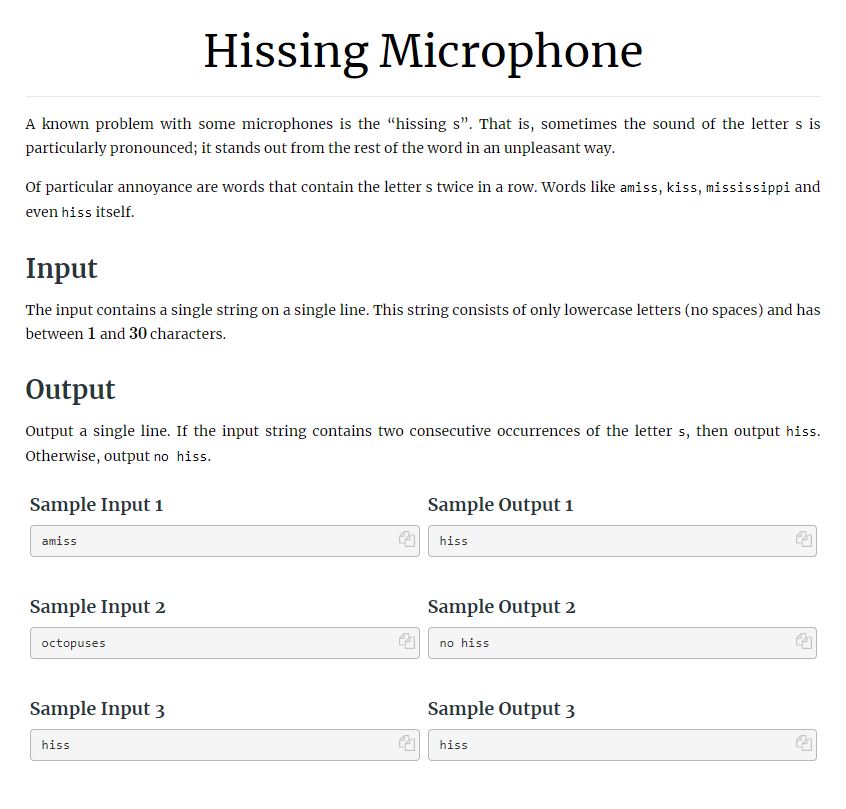 Hissing Microphone
A known problem with some microphones is the “hissing s”. That is, sometimes the sound of the letter s is
particularly pronounced; it stands out from the rest of the word in an unpleasant way.
Of particular annoyance are words that contain the letter s twice in a row. Words like amiss, kiss, mississippi and
even hiss itself.
Input
The input contains a single string on a single line. This string consists of only lowercase letters (no spaces) and has
between 1 and 30 characters.
Output
Output a single line. If the input string contains two consecutive occurrences of the letter s, then output hiss.
Otherwise, output no hiss.
Sample Input 1
Sample Output 1
amiss
hiss
Sample Input 2
Sample Output 2
octopuses
no hiss
Sample Input 3
Sample Output 3
hiss
hiss